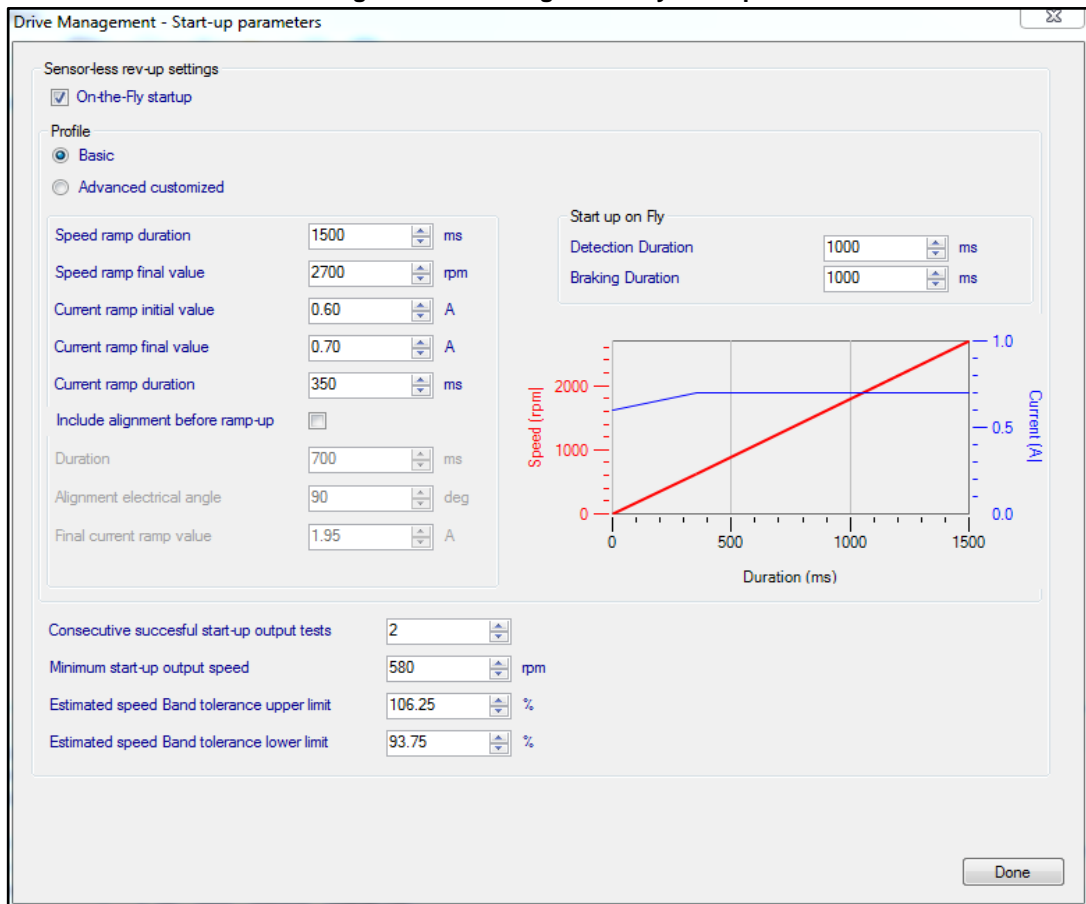 Drive Management - Start-up parameters
Sensor-less rev-up settings
On-the-Fly startup
Profile
Basic
Advanced customized
Speed ramp duration 1500 ms
Speed ramp final value 2700 rpm
Current ramp initial value 0.60 A
Current ramp final value 0.70 A
Current ramp duration 350 ms
Include alignment before ramp-up
Duration 700 ms
Alignment electrical angle 90 deg
Final current ramp value 1.95 A
Start up on Fly
Detection Duration 1000 ms
Braking Duration 1000 ms
Speed (rpm)
2000
1000
0
1.0
0.5
0.0
Current (A)
0 500 1000 1500
Duration (ms)
Consecutive succesful start-up output tests 2
Minimum start-up output speed 580 rpm
Estimated speed Band tolerance upper limit 106.25 %
Estimated speed Band tolerance lower limit 93.75 %
Done